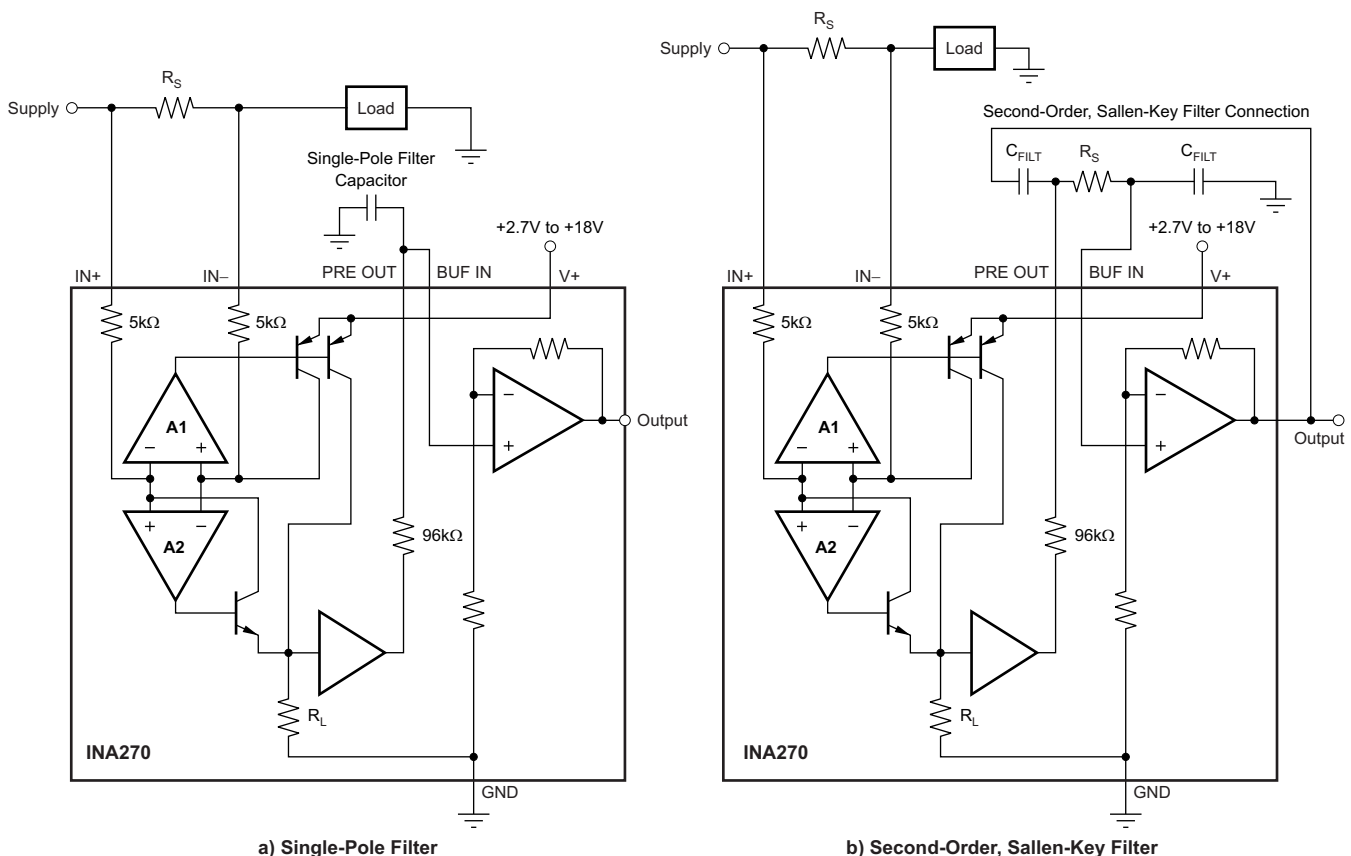 R_S
Supply
Load
Single-Pole Filter
Capacitor
+2.7V to +18V
IN+
IN−
PRE OUT
BUF IN
V+
5kΩ
5kΩ
A1
−
+
−
+
Output
+
−
A2
96kΩ
R_L
INA270
GND
a) Single-Pole Filter
R_S
Supply
Load
Second-Order, Sallen-Key Filter Connection
C_FILT
R_S
C_FILT
+2.7V to +18V
IN+
IN−
PRE OUT
BUF IN
V+
5kΩ
5kΩ
A1
−
+
−
+
Output
+
−
A2
96kΩ
R_L
INA270
GND
b) Second-Order, Sallen-Key Filter